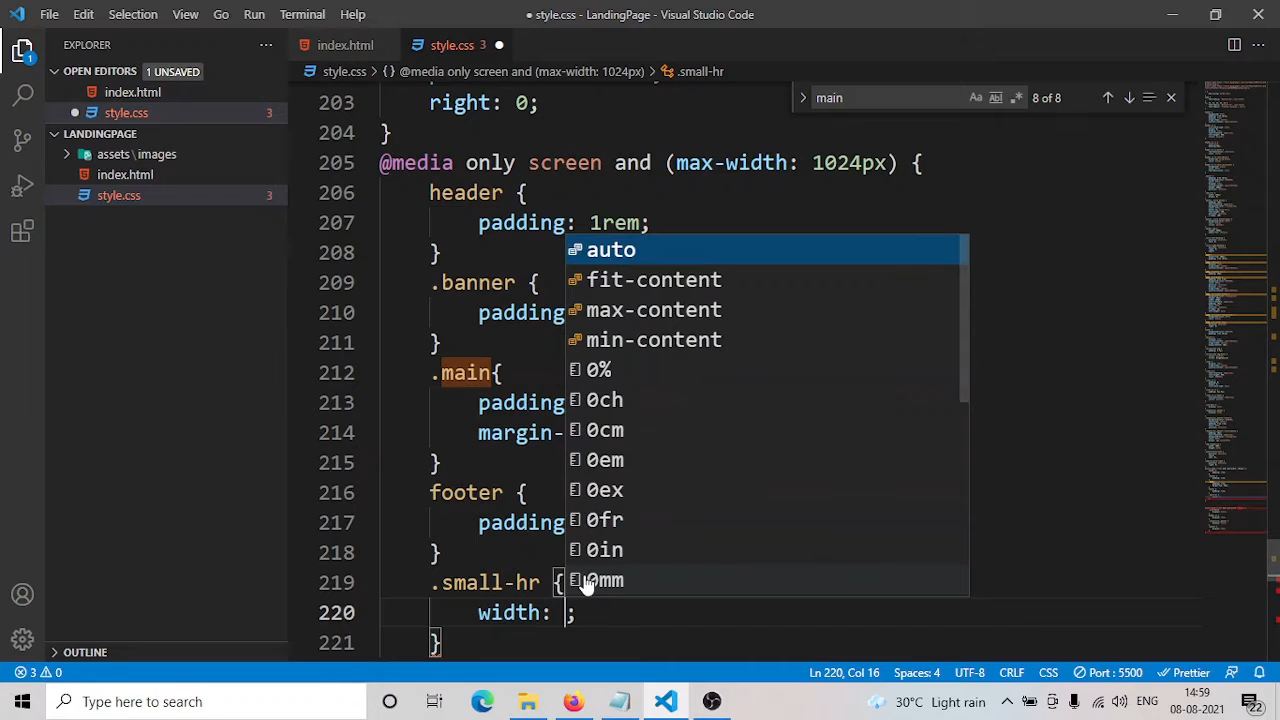 File Edit Selection View Go Run Terminal Help
style.css - LandingPage - Visual Studio Code
EXPLORER
index.html
style.css 3
OPEN EDITORS 1 UNSAVED
style.css > {} @media only screen and (max-width: 1024px) > .small-hr
index.html
style.css 3
LANDINGPAGE
assets\images
index.html
style.css 3
main
8 of 8
203 right: 0;
204 }
205 @media only screen and (max-width: 1024px) {
206 header {
207 padding: 1rem;
208 }
209 .banner {
210 padding
211 }
212 .main{
213 padding
214 margin-
215 }
216 footer
217 padding
218 }
219 .small-hr {
220 width: ;
221 }
auto
fit-content
max-content
min-content
0%
0ch
0cm
0em
0ex
0fr
0in
0mm
OUTLINE
1
3 0
Ln 220, Col 16 Spaces: 4 UTF-8 CRLF CSS Port : 5500 Prettier
Type here to search
30°C Light rain
14:59
08-08-2021
22